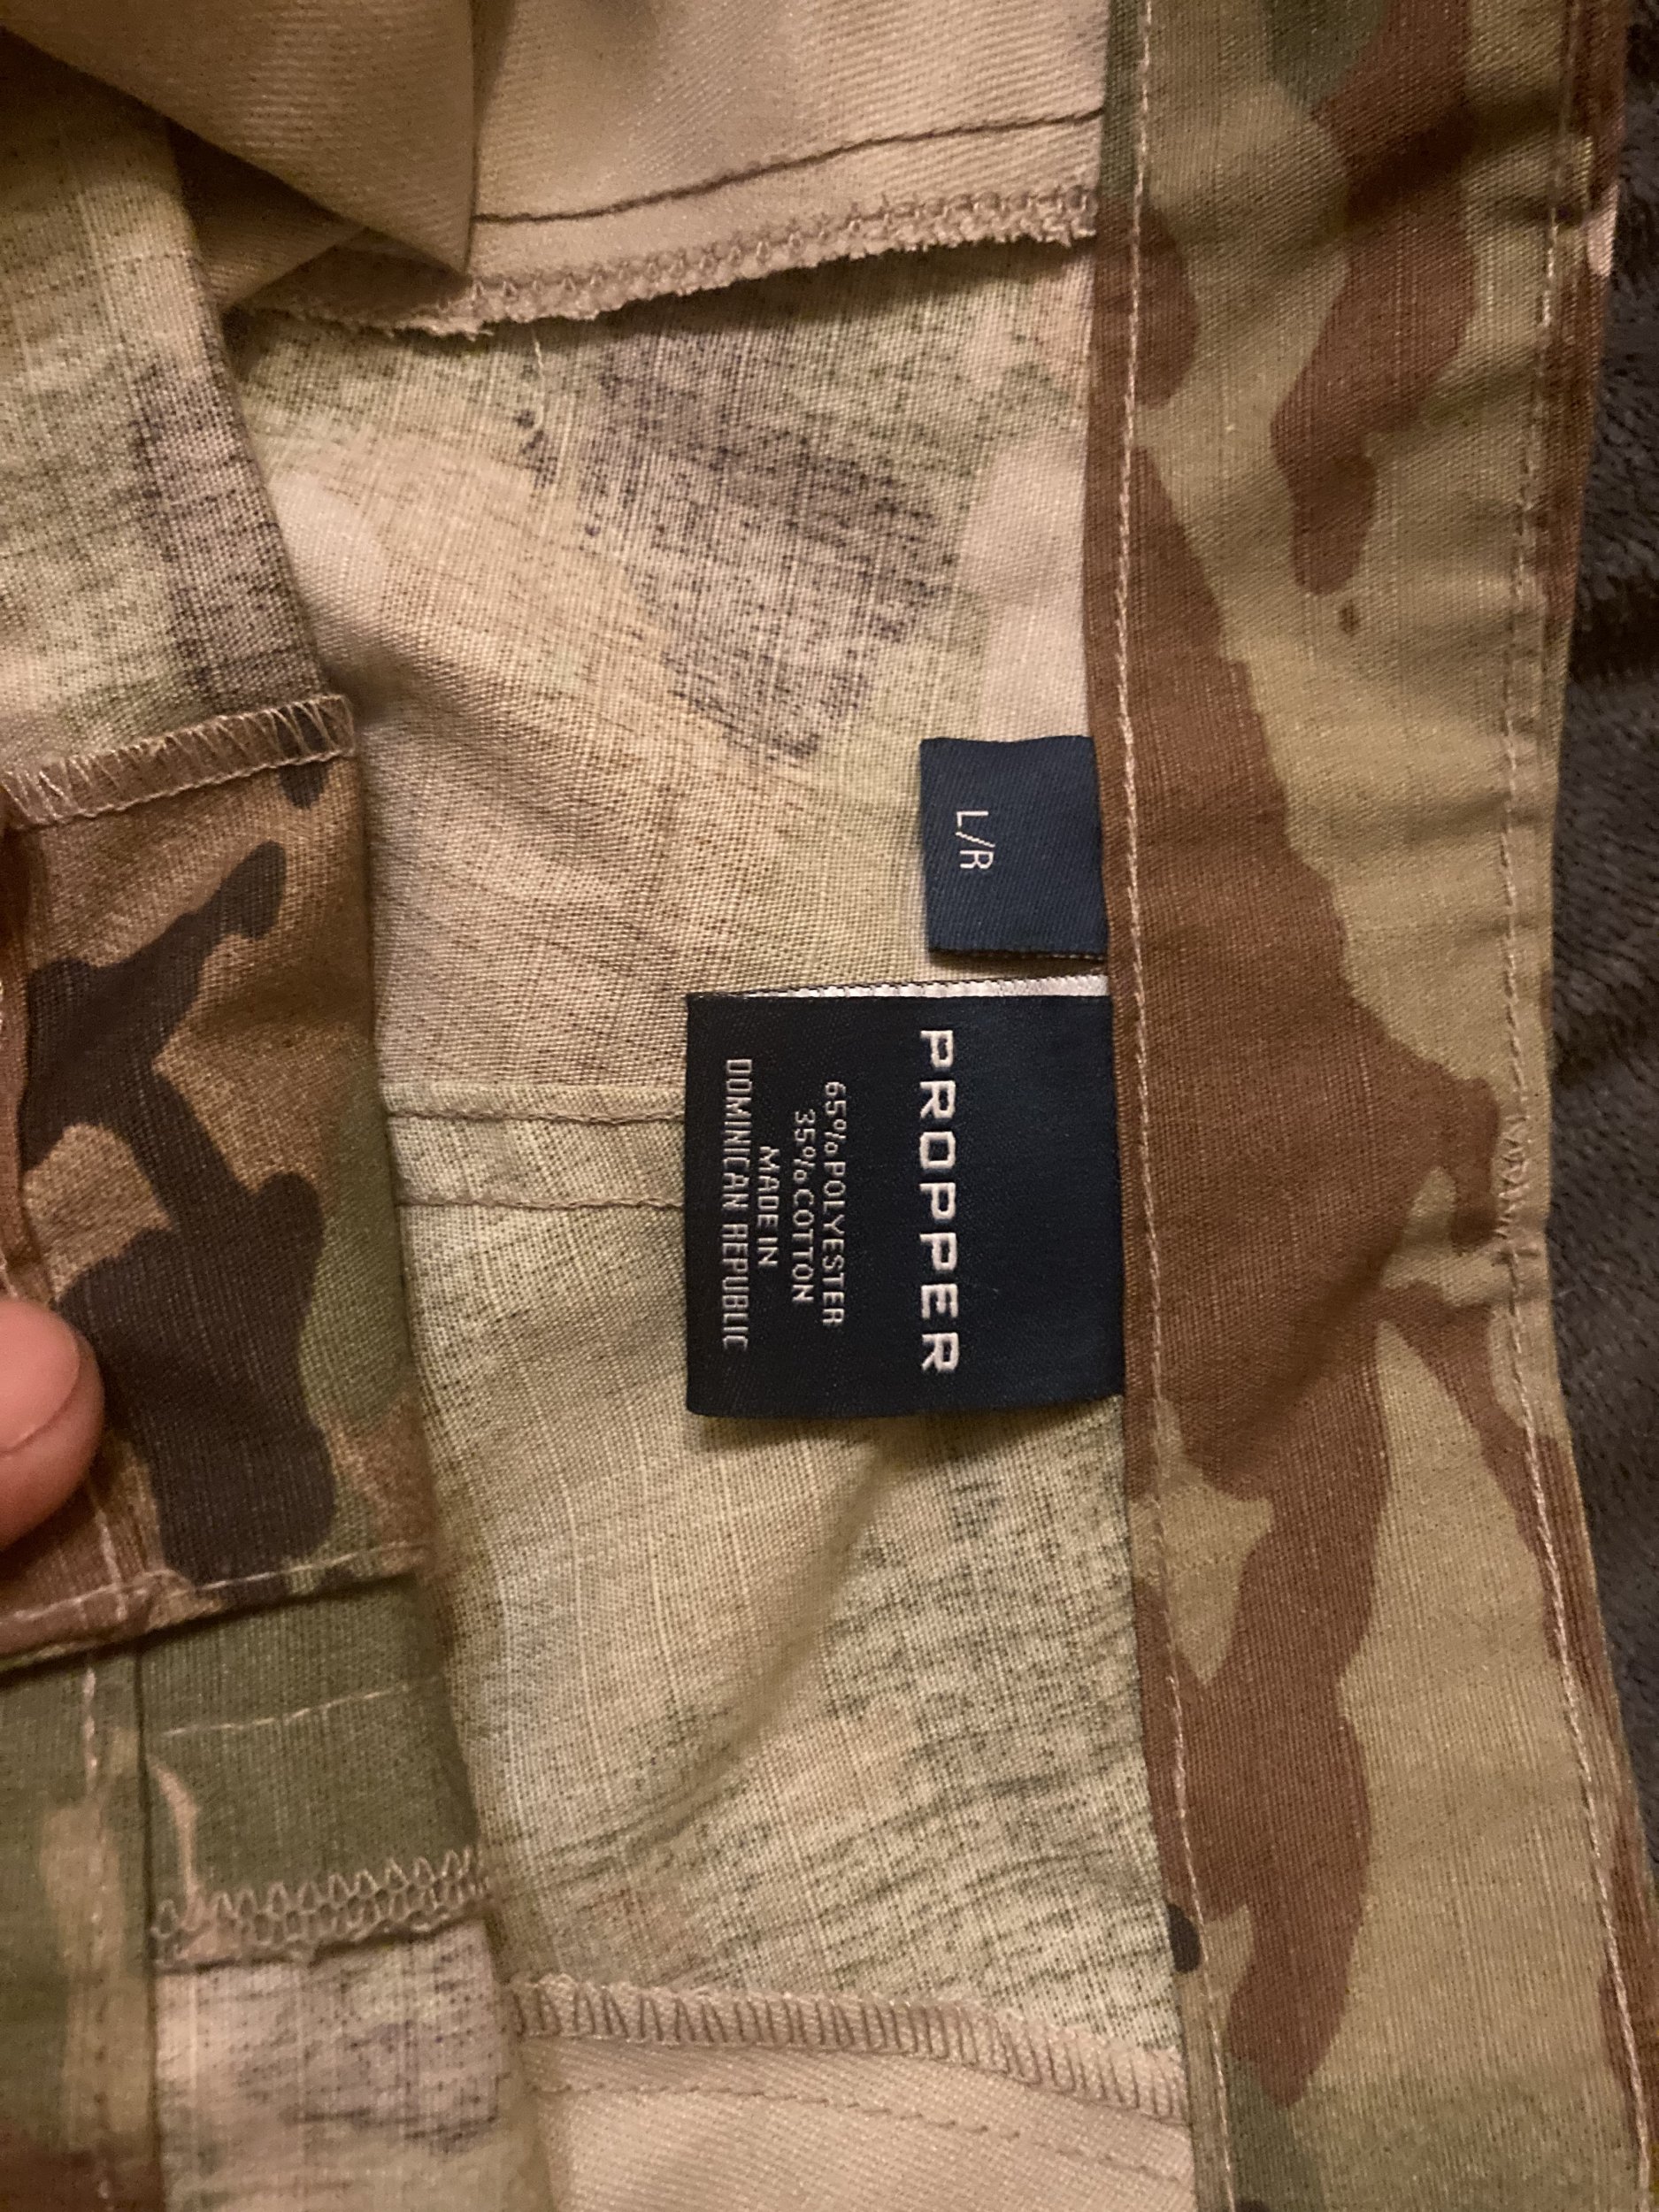 L/R
PROPPER
65% POLYESTER
35% COTTON
MADE IN
DOMINICAN REPUBLIC